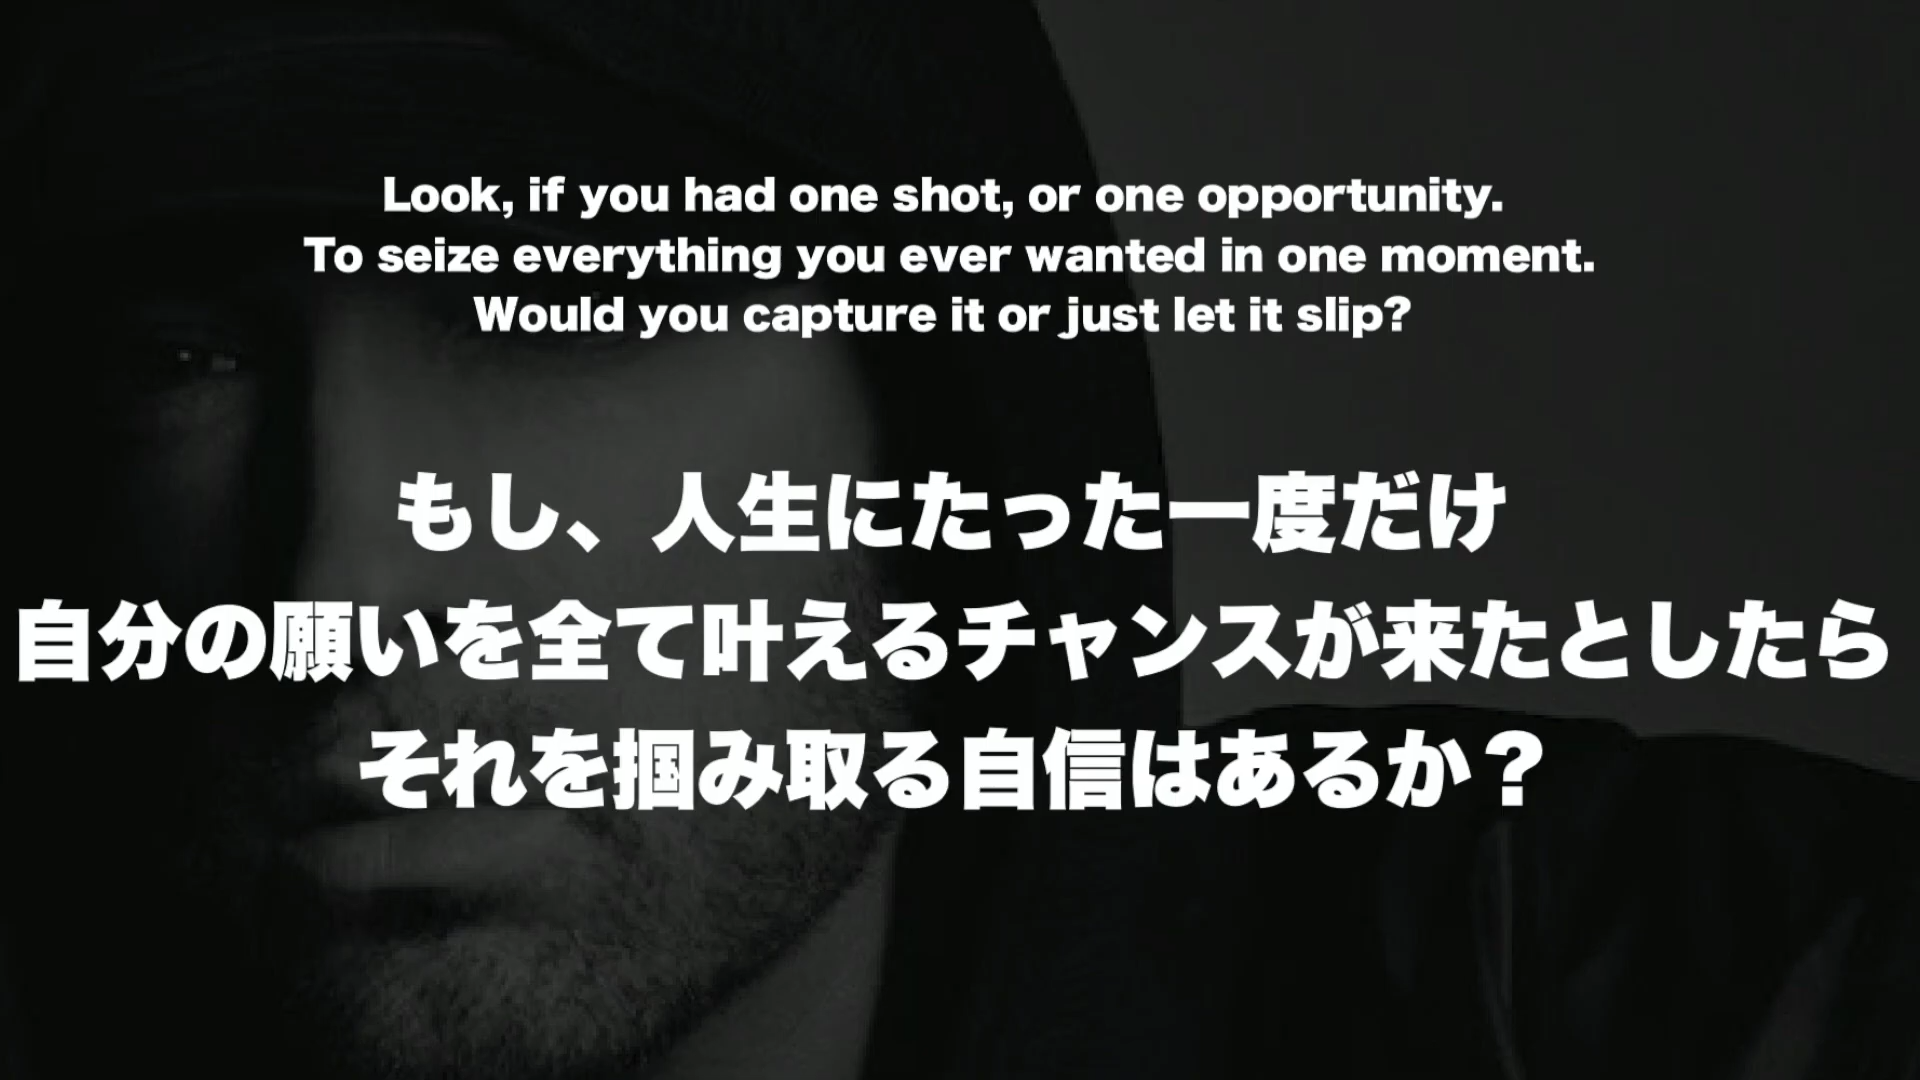 Look, if you had one shot, or one opportunity.
To seize everything you ever wanted in one moment.
Would you capture it or just let it slip?
もし、人生にたった一度だけ
自分の願いを全て叶えるチャンスが来たとしたら
それを掴み取る自信はあるか？